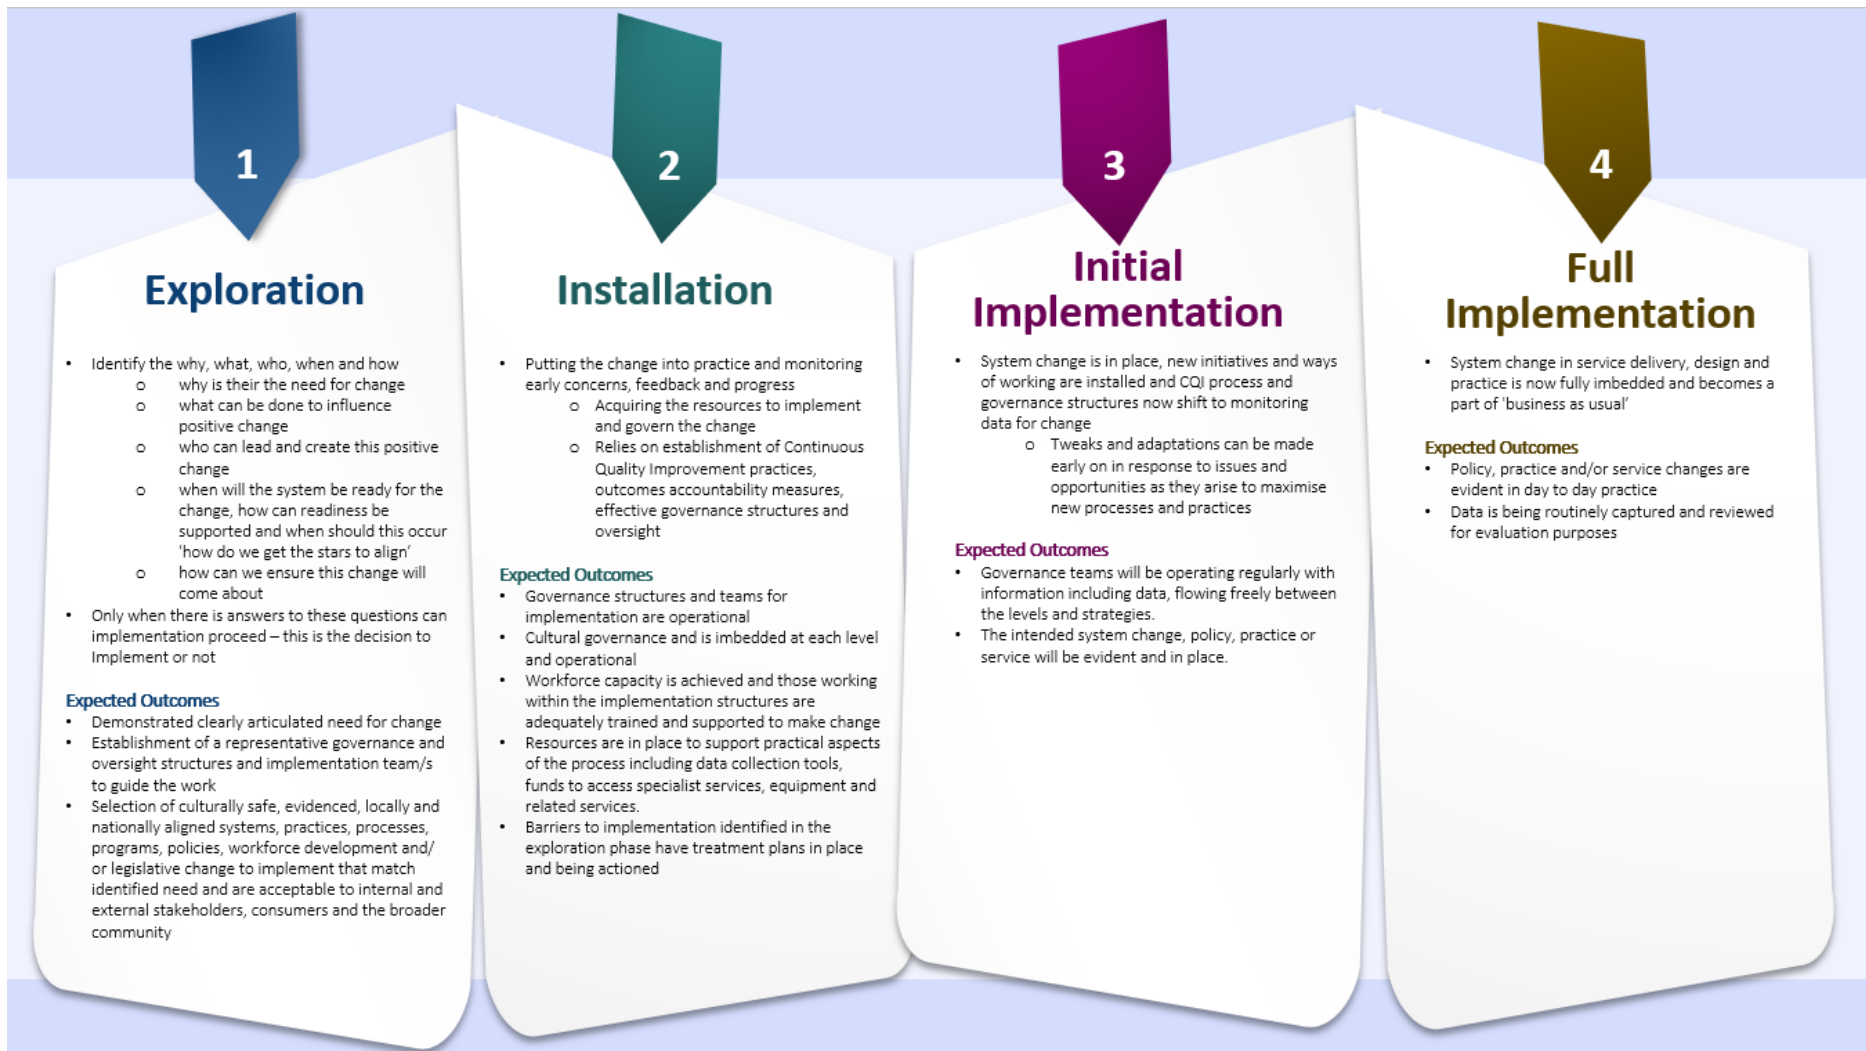 1
Exploration
• Identify the why, what, who, when and how
o why is their the need for change
o what can be done to influence
positive change
o who can lead and create this positive
change
o when will the system be ready for the
change, how can readiness be
supported and when should this occur
'how do we get the stars to align'
o how can we ensure this change will
come about
• Only when there is answers to these questions can
implementation proceed – this is the decision to
Implement or not
Expected Outcomes
• Demonstrated clearly articulated need for change
• Establishment of a representative governance and
oversight structures and implementation team/s
to guide the work
• Selection of culturally safe, evidenced, locally and
nationally aligned systems, practices, processes,
programs, policies, workforce development and/
or legislative change to implement that match
identified need and are acceptable to internal and
external stakeholders, consumers and the broader
community
2
Installation
• Putting the change into practice and monitoring
early concerns, feedback and progress
o Acquiring the resources to implement
and govern the change
o Relies on establishment of Continuous
Quality Improvement practices,
outcomes accountability measures,
effective governance structures and
oversight
Expected Outcomes
• Governance structures and teams for
implementation are operational
• Cultural governance and is imbedded at each level
and operational
• Workforce capacity is achieved and those working
within the implementation structures are
adequately trained and supported to make change
• Resources are in place to support practical aspects
of the process including data collection tools,
funds to access specialist services, equipment and
related services.
• Barriers to implementation identified in the
exploration phase have treatment plans in place
and being actioned
3
Initial
Implementation
• System change is in place, new initiatives and ways
of working are installed and CQI process and
governance structures now shift to monitoring
data for change
o Tweaks and adaptations can be made
early on in response to issues and
opportunities as they arise to maximise
new processes and practices
Expected Outcomes
• Governance teams will be operating regularly with
information including data, flowing freely between
the levels and strategies.
• The intended system change, policy, practice or
service will be evident and in place.
4
Full
Implementation
• System change in service delivery, design and
practice is now fully imbedded and becomes a
part of 'business as usual'
Expected Outcomes
• Policy, practice and/or service changes are
evident in day to day practice
• Data is being routinely captured and reviewed
for evaluation purposes